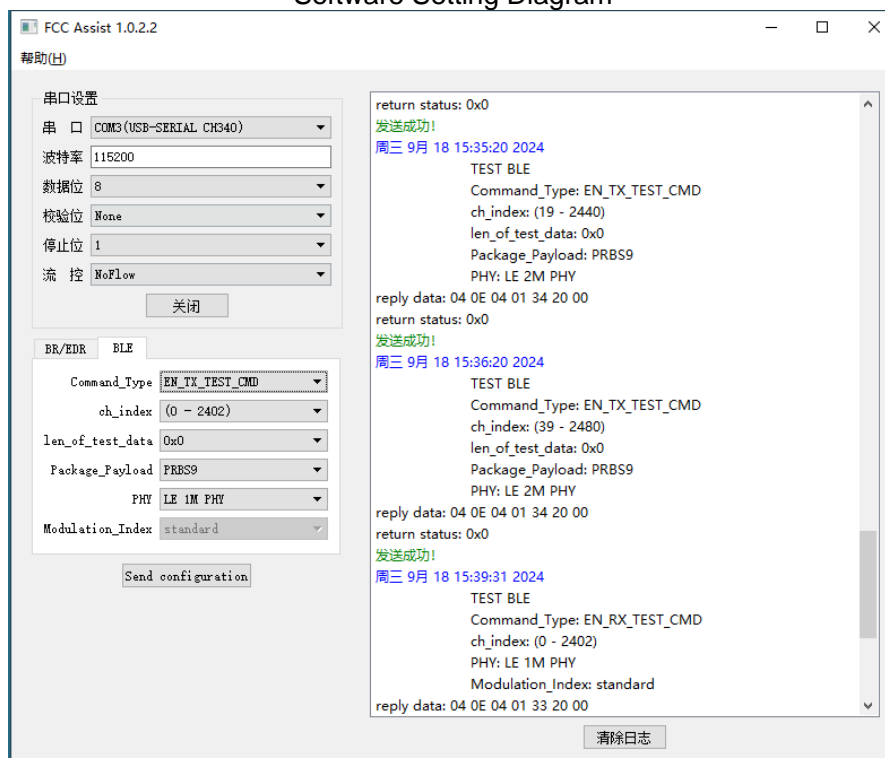 Software Setting Diagram
FCC Assist 1.0.2.2
帮助(H)
串口设置
串 口 COM3(USB-SERIAL CH340)
波特率 115200
数据位 8
校验位 None
停止位 1
流 控 NoFlow
关闭
BR/EDR BLE
Command_Type EN_TX_TEST_CMD
ch_index (0 - 2402)
len_of_test_data 0x0
Package_Payload PRBS9
PHY LE 1M PHY
Modulation_Index standard
Send configuration
return status: 0x0
发送成功!
周三 9月 18 15:35:20 2024
TEST BLE
Command_Type: EN_TX_TEST_CMD
ch_index: (19 - 2440)
len_of_test_data: 0x0
Package_Payload: PRBS9
PHY: LE 2M PHY
reply data: 04 0E 04 01 34 20 00
return status: 0x0
发送成功!
周三 9月 18 15:36:20 2024
TEST BLE
Command_Type: EN_TX_TEST_CMD
ch_index: (39 - 2480)
len_of_test_data: 0x0
Package_Payload: PRBS9
PHY: LE 2M PHY
reply data: 04 0E 04 01 34 20 00
return status: 0x0
发送成功!
周三 9月 18 15:39:31 2024
TEST BLE
Command_Type: EN_RX_TEST_CMD
ch_index: (0 - 2402)
PHY: LE 1M PHY
Modulation_Index: standard
reply data: 04 0E 04 01 33 20 00
清除日志